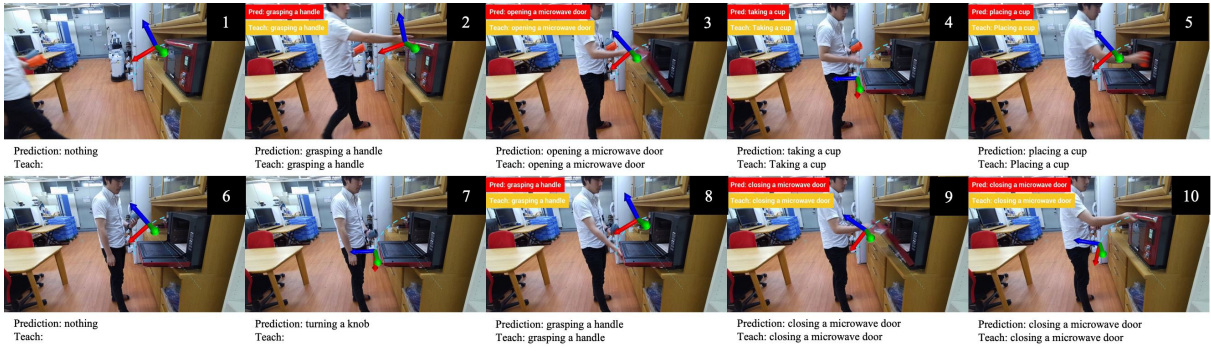 1
Pred: grasping a handle
Teach: grasping a handle
2
Pred: opening a microwave door
Teach: opening a microwave door
3
Pred: taking a cup
Teach: Taking a cup
4
Pred: placing a cup
Teach: Placing a cup
5
Prediction: nothing
Teach:
Prediction: grasping a handle
Teach: grasping a handle
Prediction: opening a microwave door
Teach: opening a microwave door
Prediction: taking a cup
Teach: Taking a cup
Prediction: placing a cup
Teach: Placing a cup
6
7
Pred: grasping a handle
Teach: grasping a handle
8
Pred: closing a microwave door
Teach: closing a microwave door
9
Pred: closing a microwave door
Teach: closing a microwave door
10
Prediction: nothing
Teach:
Prediction: turning a knob
Teach:
Prediction: grasping a handle
Teach: grasping a handle
Prediction: closing a microwave door
Teach: closing a microwave door
Prediction: closing a microwave door
Teach: closing a microwave door